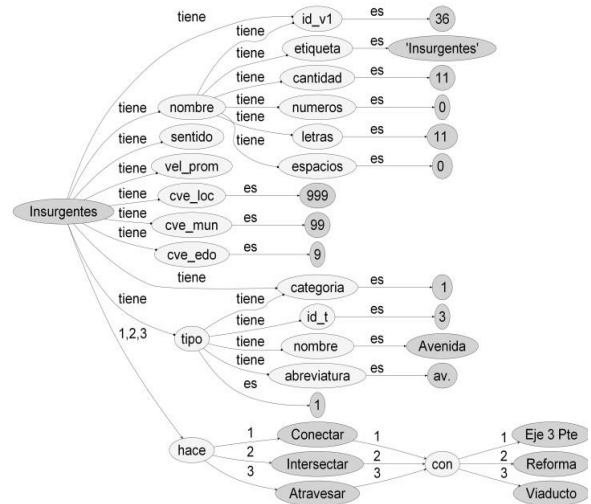 tiene id_v1 es 36
tiene
etiqueta es 'Insurgentes'
tiene
tiene cantidad es 11
tiene nombre tiene numeros es 0
tiene
tiene sentido letras es 11
tiene
tiene vel_prom espacios es 0
tiene cve_loc es 999
Insurgentes tiene cve_mun es 99
tiene cve_edo es 9
tiene categoria es 1
tiene tiene id_t es 3
tiene
1,2,3 tipo tiene nombre es Avenida
tiene abreviatura es av.
es 1
1 Conectar 1 1 Eje 3 Pte
hace 2 Intersectar 2 con 2 Reforma
3 Atravesar 3 3 Viaducto